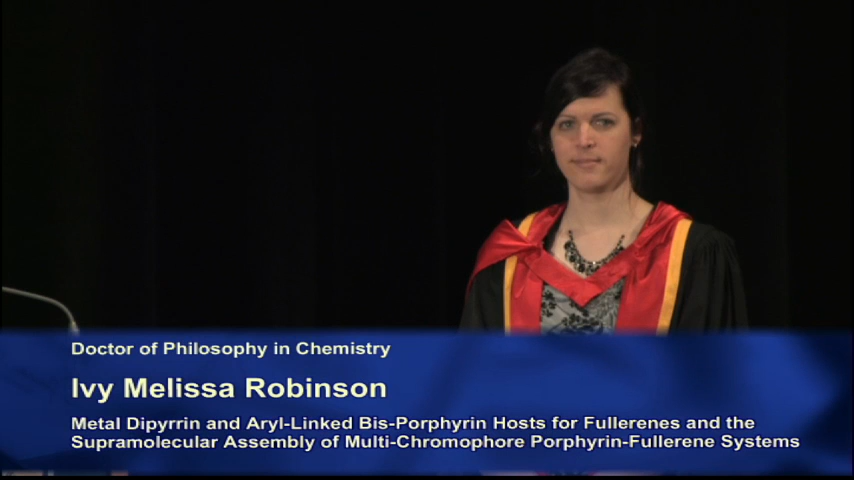 Doctor of Philosophy in Chemistry
Ivy Melissa Robinson
Metal Dipyrrin and Aryl-Linked Bis-Porphyrin Hosts for Fullerenes and the
Supramolecular Assembly of Multi-Chromophore Porphyrin-Fullerene Systems